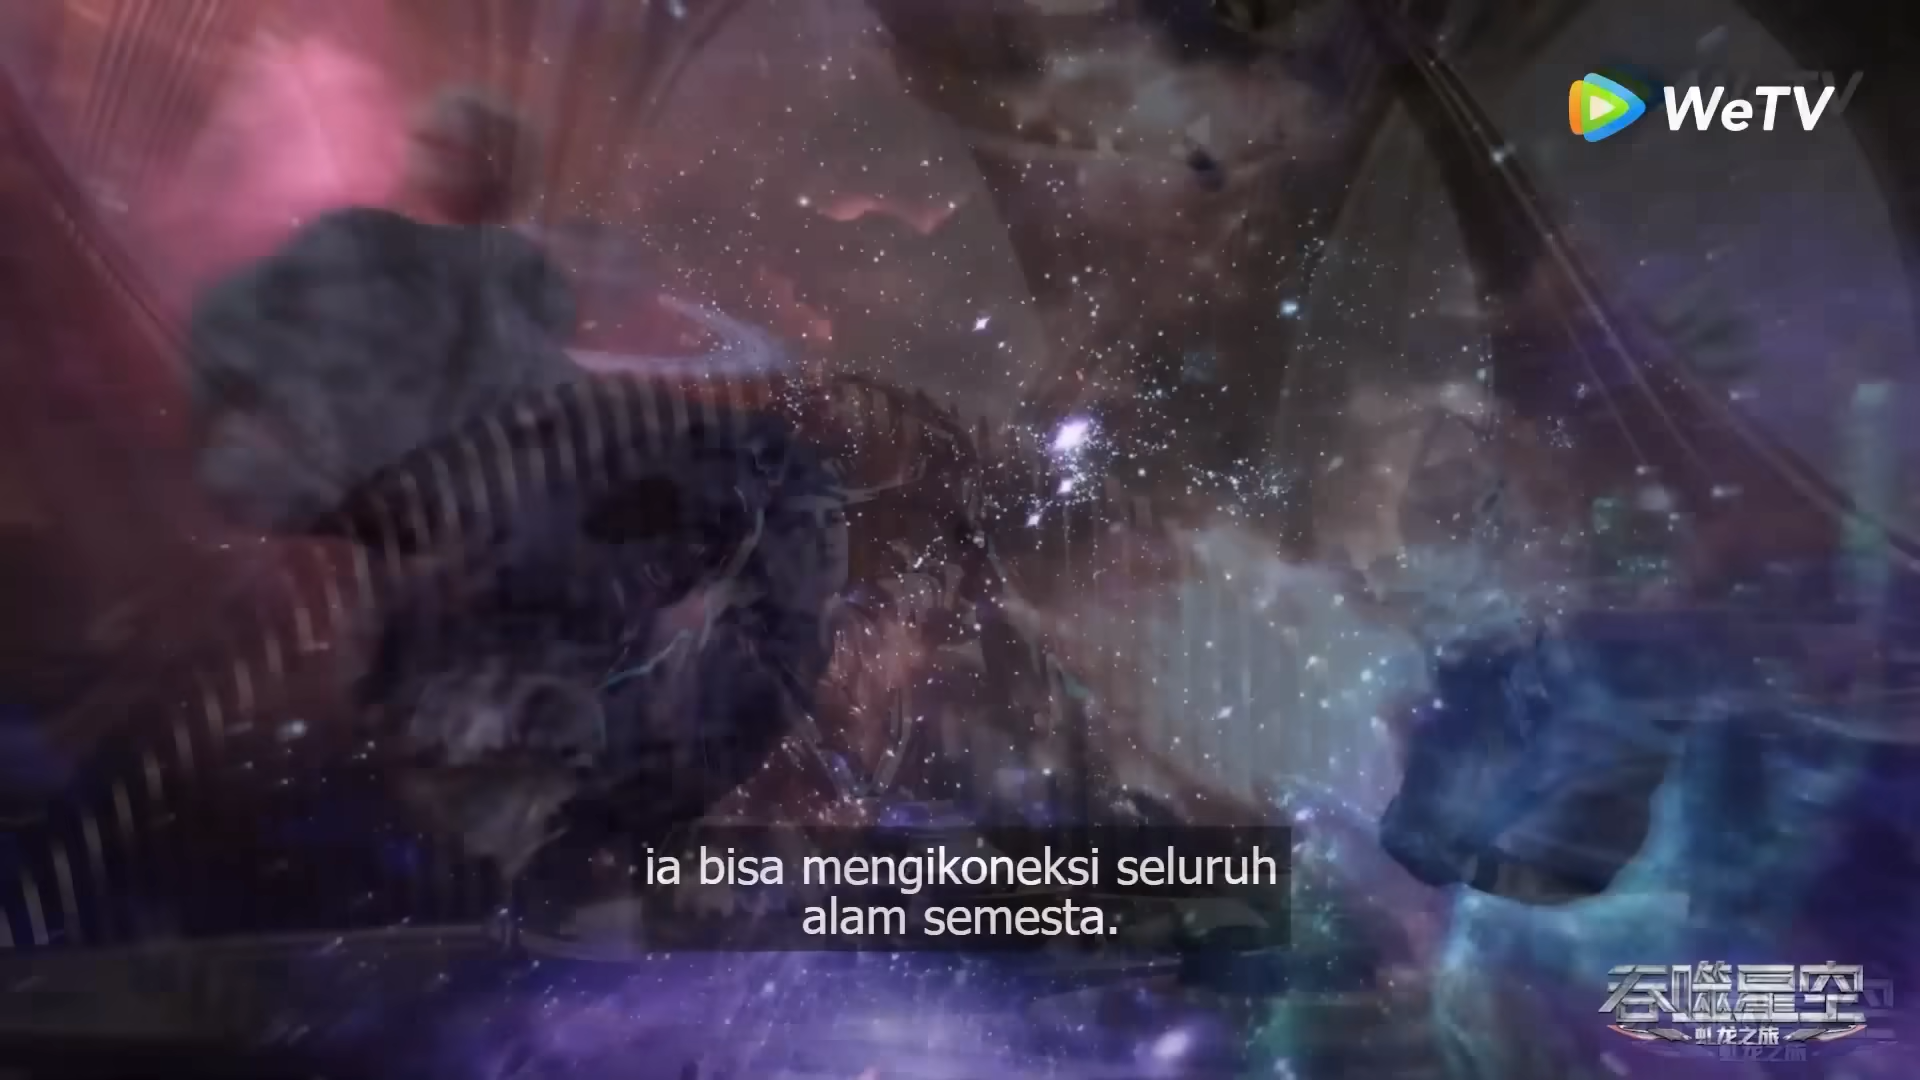 WeTV
ia bisa mengikoneksi seluruh
alam semesta.
吞噬星空
虬龙之旅